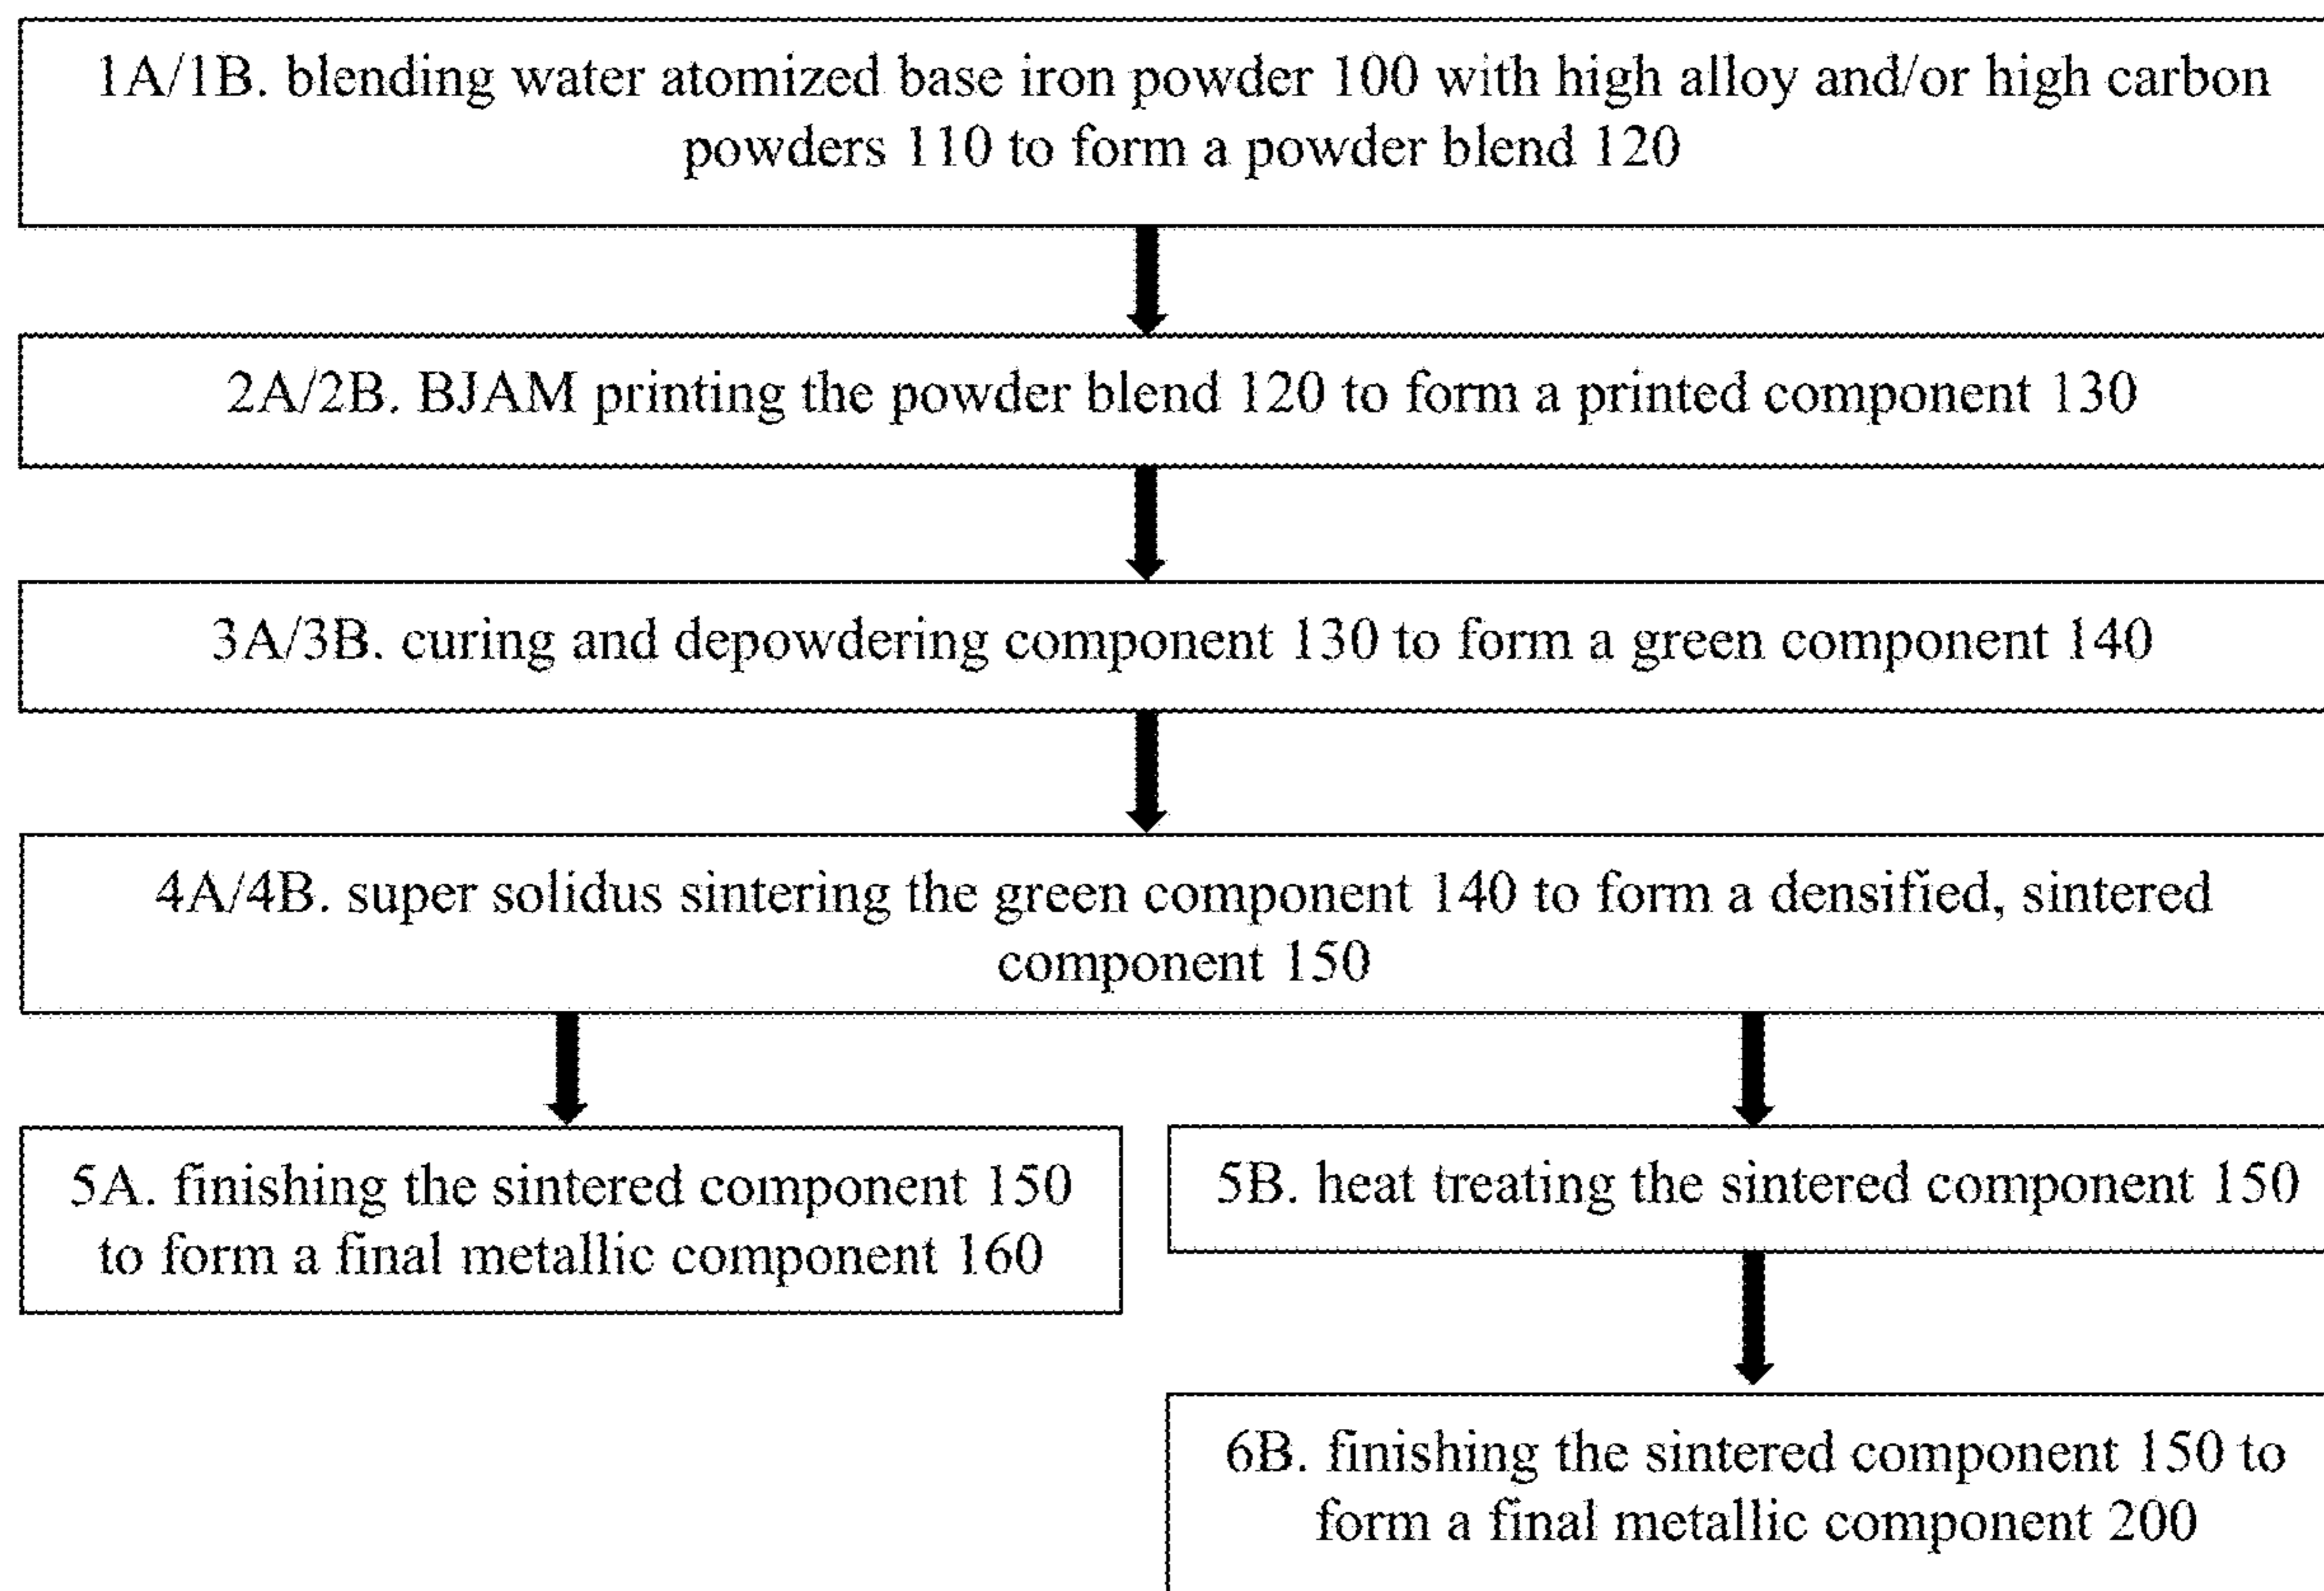 1A/1B. blending water atomized base iron powder 100 with high alloy and/or high carbon
powders 110 to form a powder blend 120
2A/2B. BJAM printing the powder blend 120 to form a printed component 130
3A/3B. curing and depowdering component 130 to form a green component 140
4A/4B. super solidus sintering the green component 140 to form a densified, sintered
component 150
5A. finishing the sintered component 150
to form a final metallic component 160
5B. heat treating the sintered component 150
6B. finishing the sintered component 150 to
form a final metallic component 200